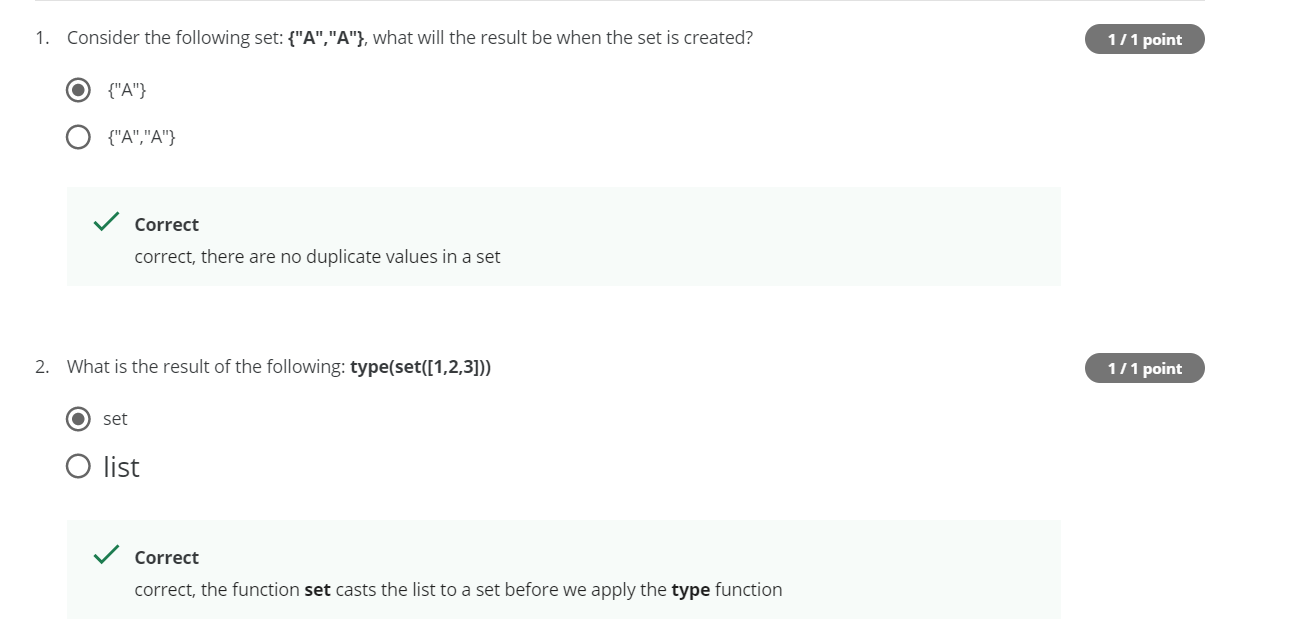 1. Consider the following set: {"A","A"}, what will the result be when the set is created?
1 / 1 point
{"A"}
{"A","A"}
Correct
correct, there are no duplicate values in a set
2. What is the result of the following: type(set([1,2,3]))
1 / 1 point
set
list
Correct
correct, the function set casts the list to a set before we apply the type function